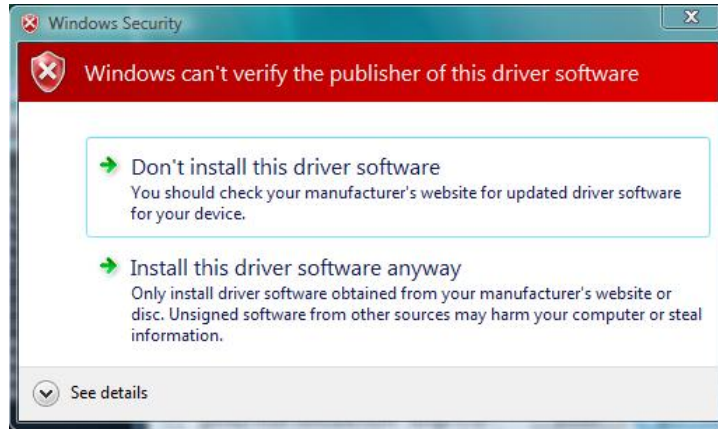 Windows Security
Windows can't verify the publisher of this driver software
Don't install this driver software
You should check your manufacturer's website for updated driver software
for your device.
Install this driver software anyway
Only install driver software obtained from your manufacturer's website or
disc. Unsigned software from other sources may harm your computer or steal
information.
See details